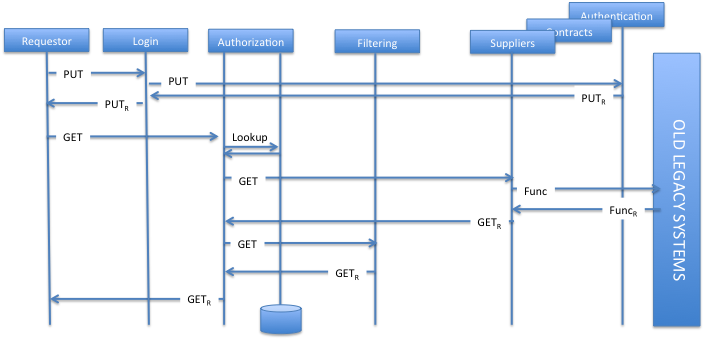 Authentication
Contracts
Requestor
Login
Authorization
Filtering
Suppliers
PUT
PUT
PUTR
PUTR
GET
Lookup
GET
Func
FuncR
GETR
GET
GETR
GETR
OLD LEGACY SYSTEMS